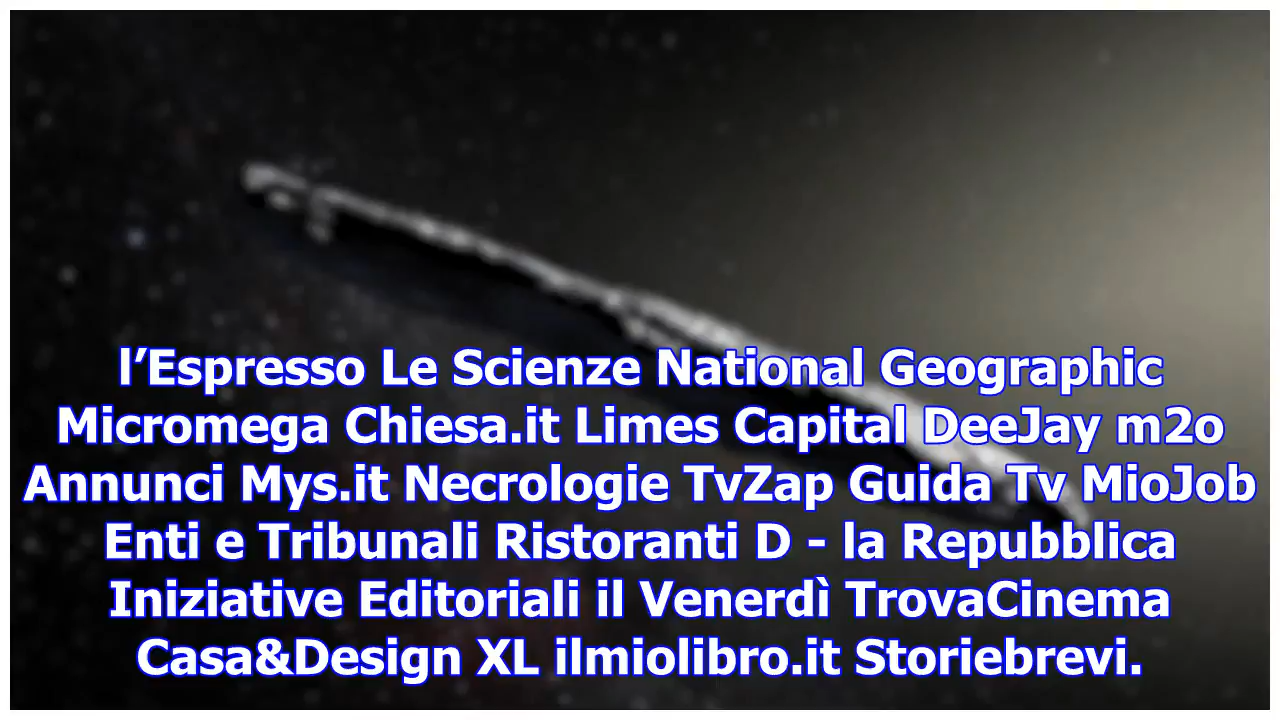 l’Espresso Le Scienze National Geographic
Micromega Chiesa.it Limes Capital DeeJay m2o
Annunci Mys.it Necrologie TvZap Guida Tv MioJob
Enti e Tribunali Ristoranti D - la Repubblica
Iniziative Editoriali il Venerdì TrovaCinema
Casa&Design XL ilmiolibro.it Storiebrevi.